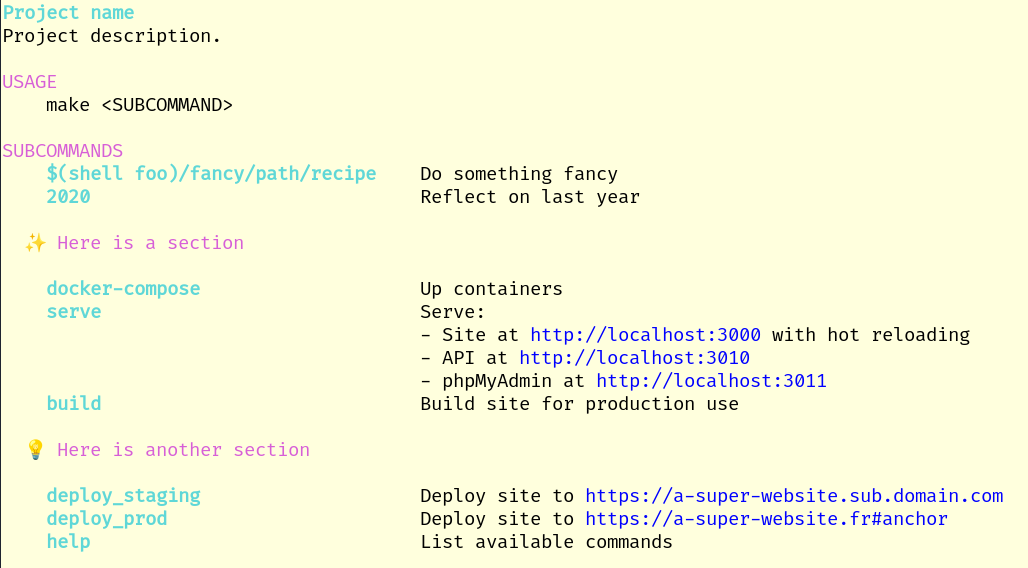 Project name
Project description.
USAGE
make <SUBCOMMAND>
SUBCOMMANDS
$(shell foo)/fancy/path/recipe Do something fancy
2020 Reflect on last year
✨ Here is a section
docker-compose Up containers
serve Serve:
- Site at http://localhost:3000 with hot reloading
- API at http://localhost:3010
- phpMyAdmin at http://localhost:3011
build Build site for production use
💡 Here is another section
deploy_staging Deploy site to https://a-super-website.sub.domain.com
deploy_prod Deploy site to https://a-super-website.fr#anchor
help List available commands